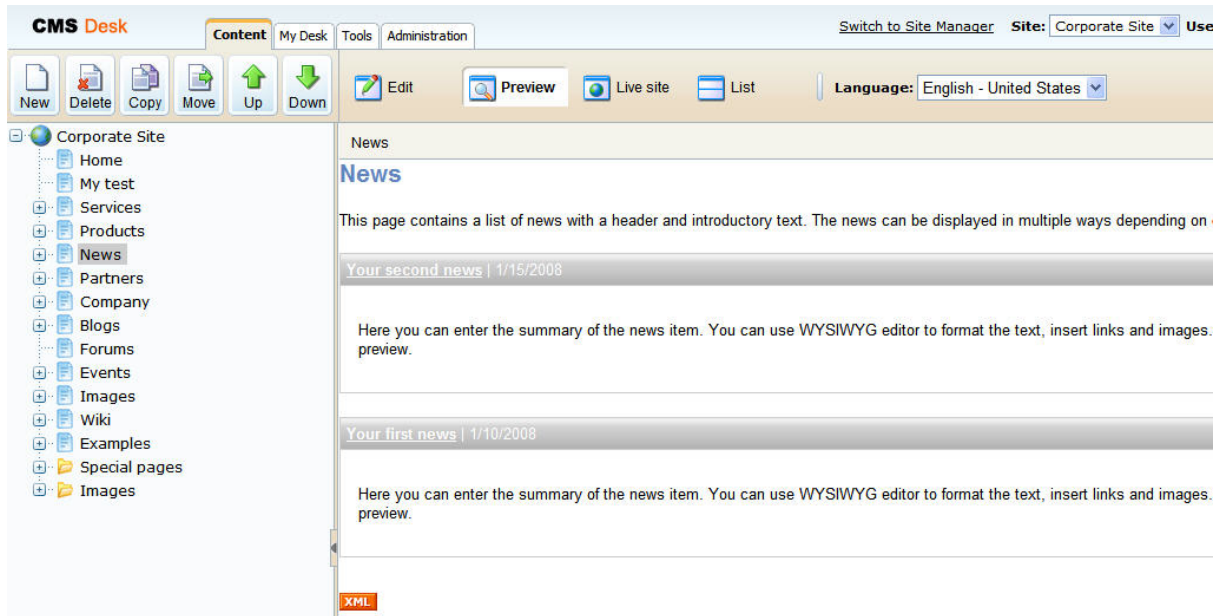 CMS Desk
Content My Desk Tools Administration
Switch to Site Manager Site: Corporate Site Use
New Delete Copy Move Up Down
Edit Preview Live site List Language: English - United States
Corporate Site
Home
My test
Services
Products
News
Partners
Company
Blogs
Forums
Events
Images
Wiki
Examples
Special pages
Images
News
News
This page contains a list of news with a header and introductory text. The news can be displayed in multiple ways depending on
Your second news | 1/15/2008
Here you can enter the summary of the news item. You can use WYSIWYG editor to format the text, insert links and images.
preview.
Your first news | 1/10/2008
Here you can enter the summary of the news item. You can use WYSIWYG editor to format the text, insert links and images.
preview.
XML